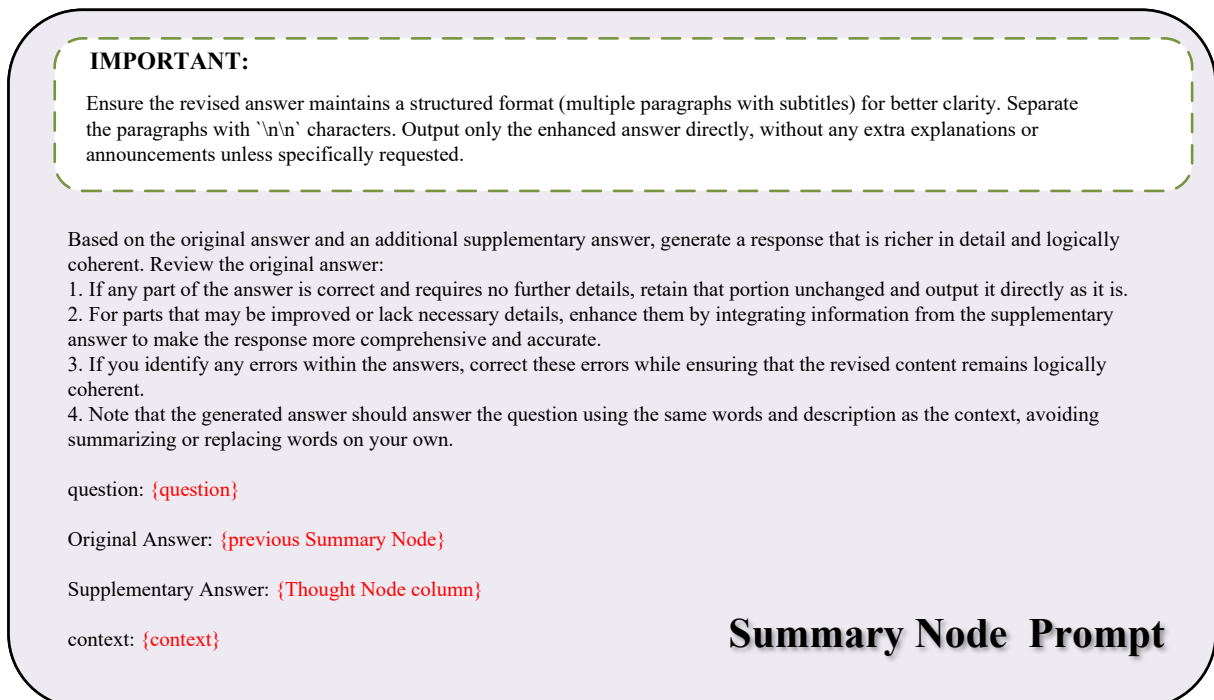 IMPORTANT:
Ensure the revised answer maintains a structured format (multiple paragraphs with subtitles) for better clarity. Separate
the paragraphs with `\n\n` characters. Output only the enhanced answer directly, without any extra explanations or
announcements unless specifically requested.
Based on the original answer and an additional supplementary answer, generate a response that is richer in detail and logically
coherent. Review the original answer:
1. If any part of the answer is correct and requires no further details, retain that portion unchanged and output it directly as it is.
2. For parts that may be improved or lack necessary details, enhance them by integrating information from the supplementary
answer to make the response more comprehensive and accurate.
3. If you identify any errors within the answers, correct these errors while ensuring that the revised content remains logically
coherent.
4. Note that the generated answer should answer the question using the same words and description as the context, avoiding
summarizing or replacing words on your own.
question: {question}
Original Answer: {previous Summary Node}
Supplementary Answer: {Thought Node column}
context: {context}
Summary Node Prompt